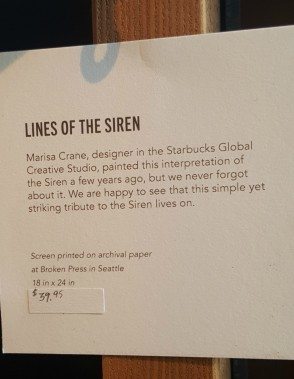 LINES OF THE SIREN
Marisa Crane, designer in the Starbucks Global
Creative Studio, painted this interpretation of
the Siren a few years ago, but we never forgot
about it. We are happy to see that this simple yet
striking tribute to the Siren lives on.
Screen printed on archival paper
at Broken Press in Seattle
18 in x 24 in
$39.95